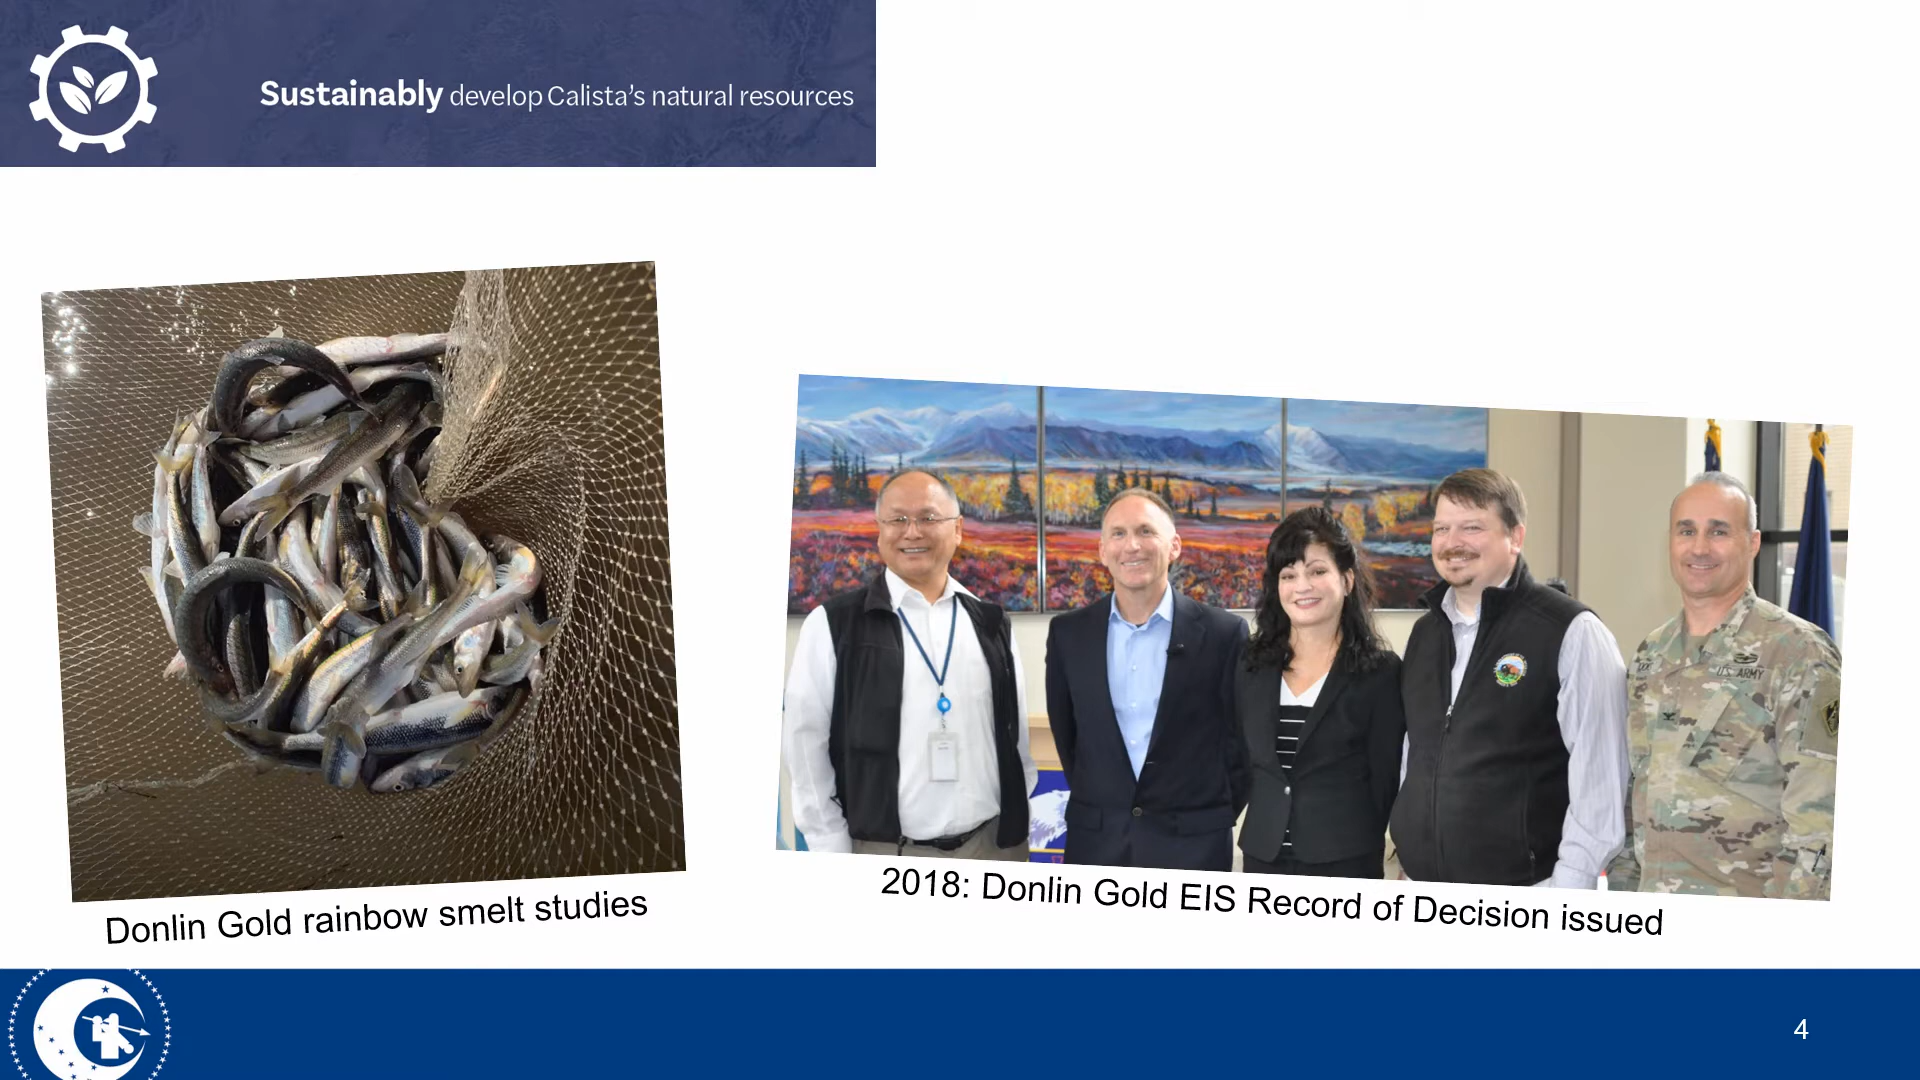 Sustainably develop Calista’s natural resources
U.S. ARMY
Donlin Gold rainbow smelt studies
2018: Donlin Gold EIS Record of Decision issued
4